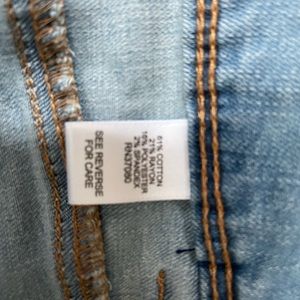 61% COTTON
21% RAYON
16% POLYESTER
2% SPANDEX
SEE REVERSE
FOR CARE